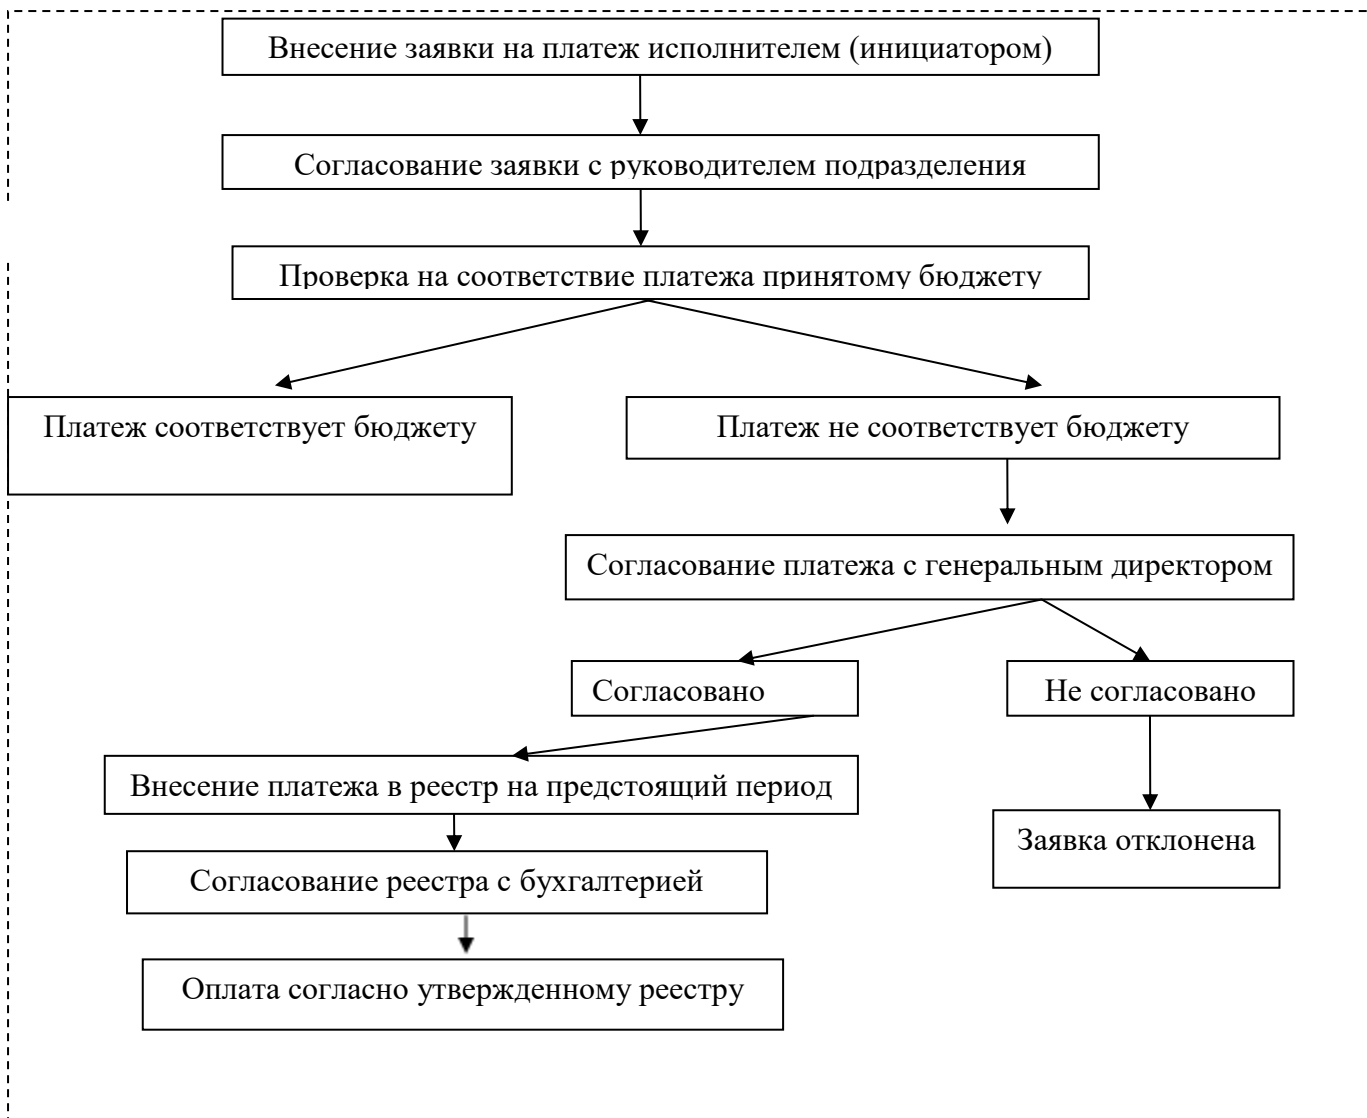 Внесение заявки на платеж исполнителем (инициатором)
Согласование заявки с руководителем подразделения
Проверка на соответствие платежа принятому бюджету
Платеж соответствует бюджету
Платеж не соответствует бюджету
Согласование платежа с генеральным директором
Согласовано
Не согласовано
Внесение платежа в реестр на предстоящий период
Заявка отклонена
Согласование реестра с бухгалтерией
Оплата согласно утвержденному реестру